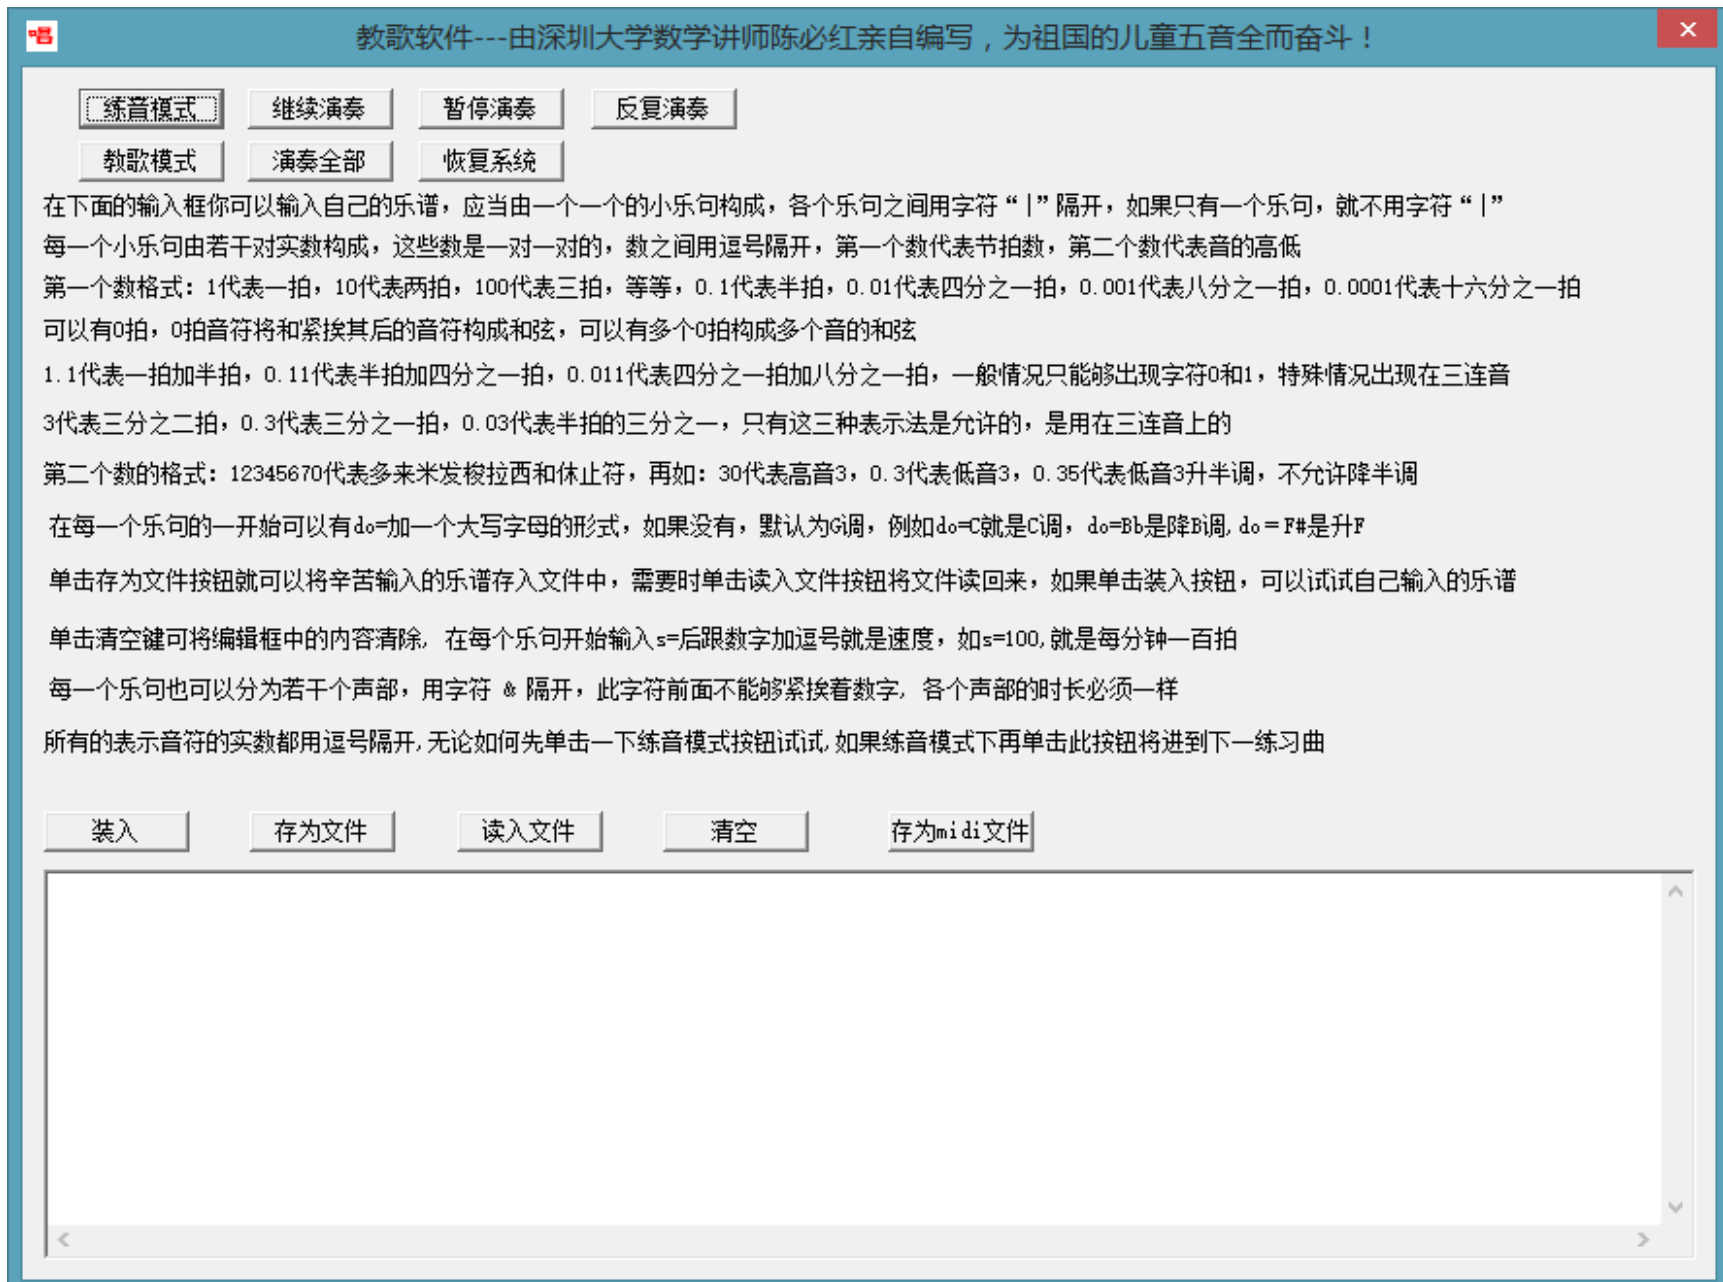 唱 教歌软件---由深圳大学数学讲师陈必红亲自编写，为祖国的儿童五音全而奋斗！
练音模式 继续演奏 暂停演奏 反复演奏
教歌模式 演奏全部 恢复系统
在下面的输入框你可以输入自己的乐谱，应当由一个一个的小乐句构成，各个乐句之间用字符“|”隔开，如果只有一个乐句，就不用字符“|”
每一个小乐句由若干对实数构成，这些数是一对一对的，数之间用逗号隔开，第一个数代表节拍数，第二个数代表音的高低
第一个数格式：1代表一拍，10代表两拍，100代表三拍，等等，0.1代表半拍，0.01代表四分之一拍，0.001代表八分之一拍，0.0001代表十六分之一拍
可以有0拍，0拍音符将和紧挨其后的音符构成和弦，可以有多个0拍构成多个音的和弦
1.1代表一拍加半拍，0.11代表半拍加四分之一拍，0.011代表四分之一拍加八分之一拍，一般情况只能够出现字符0和1，特殊情况出现在三连音
3代表三分之二拍，0.3代表三分之一拍，0.03代表半拍的三分之一，只有这三种表示法是允许的，是用在三连音上的
第二个数的格式：12345670代表多来米发梭拉西和休止符，再如：30代表高音3，0.3代表低音3，0.35代表低音3升半调，不允许降半调
在每一个乐句的一开始可以有do=加一个大写字母的形式，如果没有，默认为G调，例如do=C就是C调，do=Bb是降B调,do＝F#是升F
单击存为文件按钮就可以将辛苦输入的乐谱存入文件中，需要时单击读入文件按钮将文件读回来，如果单击装入按钮，可以试试自己输入的乐谱
单击清空键可将编辑框中的内容清除, 在每个乐句开始输入s=后跟数字加逗号就是速度，如s=100,就是每分钟一百拍
每一个乐句也可以分为若干个声部，用字符 & 隔开，此字符前面不能够紧挨着数字, 各个声部的时长必须一样
所有的表示音符的实数都用逗号隔开,无论如何先单击一下练音模式按钮试试,如果练音模式下再单击此按钮将进到下一练习曲
装入 存为文件 读入文件 清空 存为midi文件